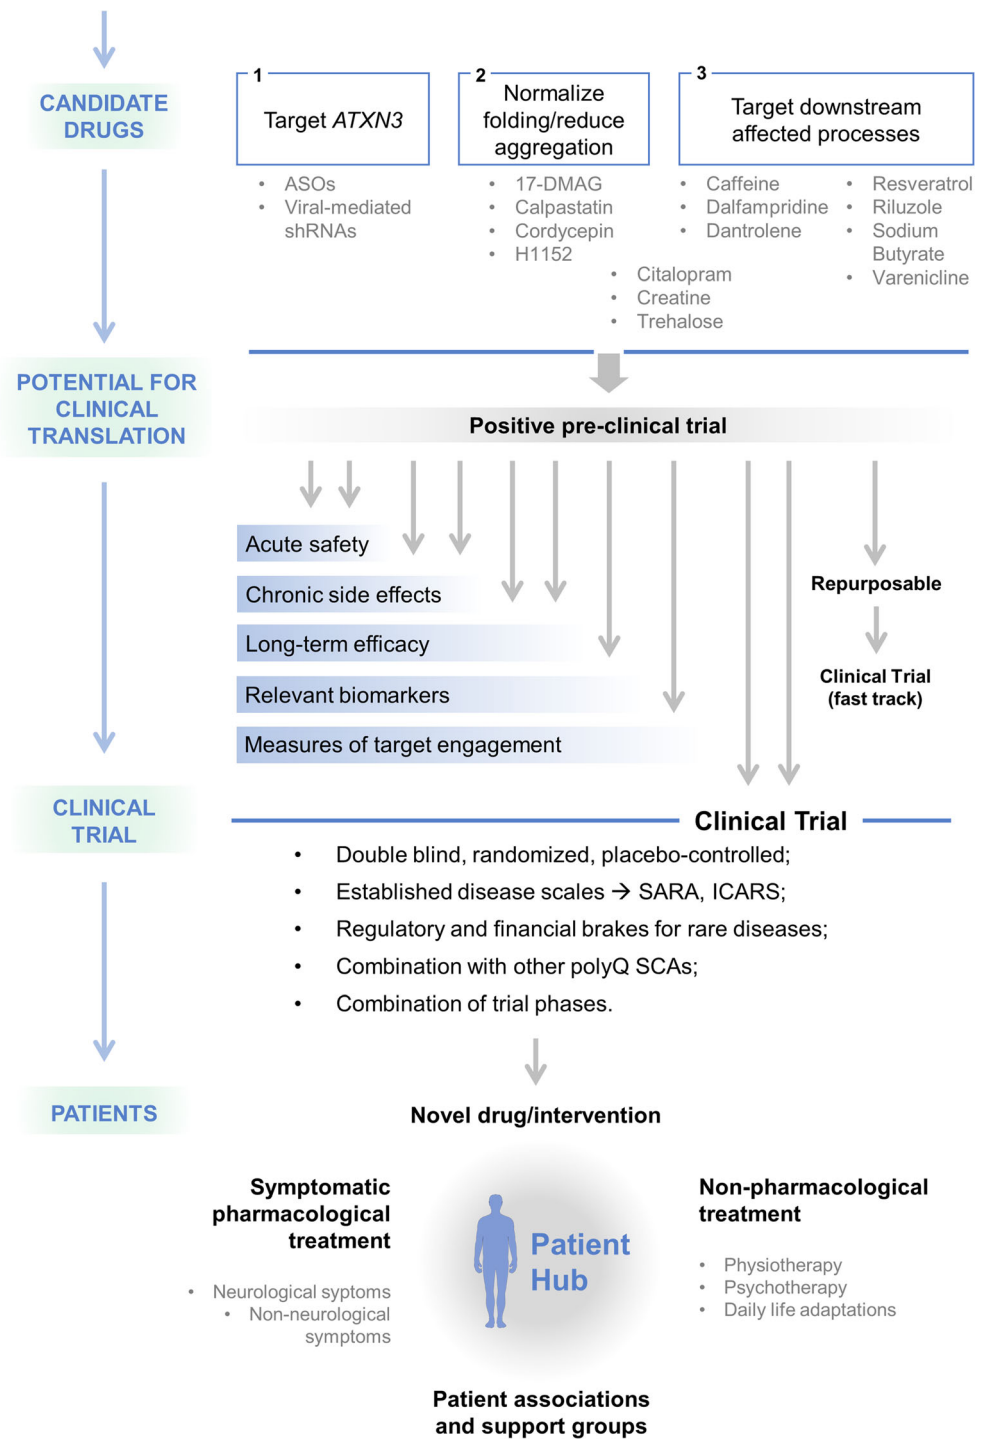 CANDIDATE
DRUGS
1
Target ATXN3
• ASOs
• Viral-mediated
shRNAs
2
Normalize
folding/reduce
aggregation
• 17-DMAG
• Calpastatin
• Cordycepin
• H1152
3
Target downstream
affected processes
• Caffeine
• Dalfampridine
• Dantrolene
• Resveratrol
• Riluzole
• Sodium
Butyrate
• Varenicline
• Citalopram
• Creatine
• Trehalose
POTENTIAL FOR
CLINICAL
TRANSLATION
Positive pre-clinical trial
Acute safety
Chronic side effects
Long-term efficacy
Relevant biomarkers
Measures of target engagement
Repurposable
Clinical Trial
(fast track)
CLINICAL
TRIAL
Clinical Trial
• Double blind, randomized, placebo-controlled;
• Established disease scales → SARA, ICARS;
• Regulatory and financial brakes for rare diseases;
• Combination with other polyQ SCAs;
• Combination of trial phases.
PATIENTS
Novel drug/intervention
Symptomatic
pharmacological
treatment
• Neurological syptoms
• Non-neurological
symptoms
Patient
Hub
Non-pharmacological
treatment
• Physiotherapy
• Psychotherapy
• Daily life adaptations
Patient associations
and support groups